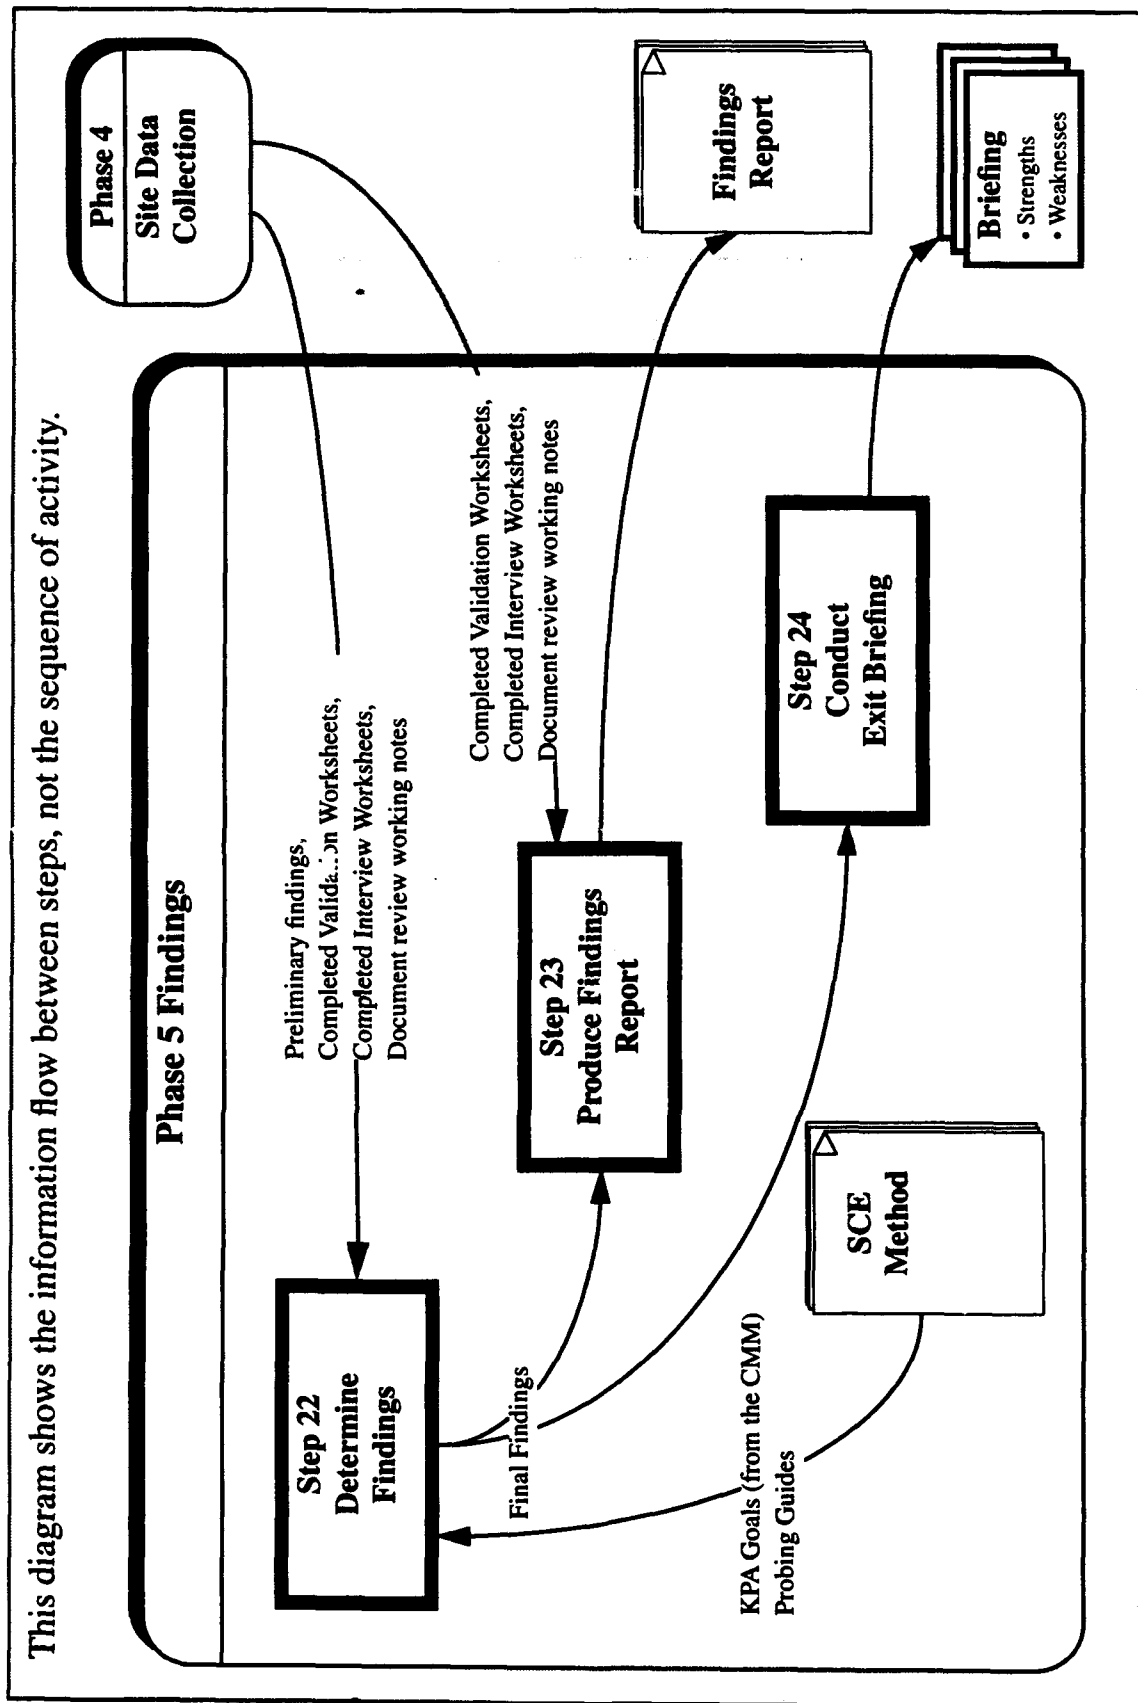 This diagram shows the information flow between steps, not the sequence of activity.
Phase 5 Findings
Phase 4
Site Data
Collection
Preliminary findings,
Completed Worksheets,
Completed Interview Worksheets,
Document review working notes
Step 22
Determine
Findings
Final Findings
Completed Validation Worksheets,
Completed Interview Worksheets,
Document review working notes
Step 23
Produce Findings
Report
Findings
Report
KPA Goals (from the CMM)
Probing Guides
SCE
Method
Step 24
Conduct
Exit Briefing
Briefing
• Strengths
• Weaknesses